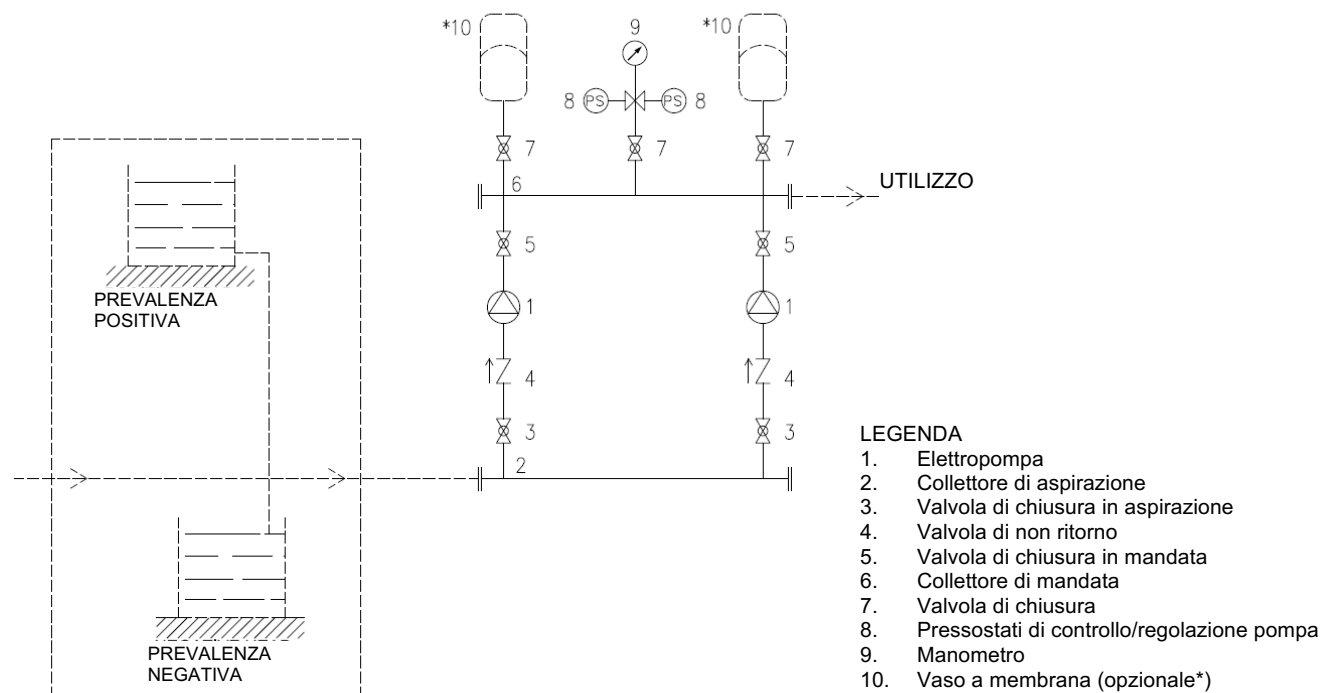 *10
9
*10
8 PS PS 8
7 7 7
6
UTILIZZO
5 5
PREVALENZA
POSITIVA
1 1
4 4
3 3
2
PREVALENZA
NEGATIVA
LEGENDA
1. Elettropompa
2. Collettore di aspirazione
3. Valvola di chiusura in aspirazione
4. Valvola di non ritorno
5. Valvola di chiusura in mandata
6. Collettore di mandata
7. Valvola di chiusura
8. Pressostati di controllo/regolazione pompa
9. Manometro
10. Vaso a membrana (opzionale*)